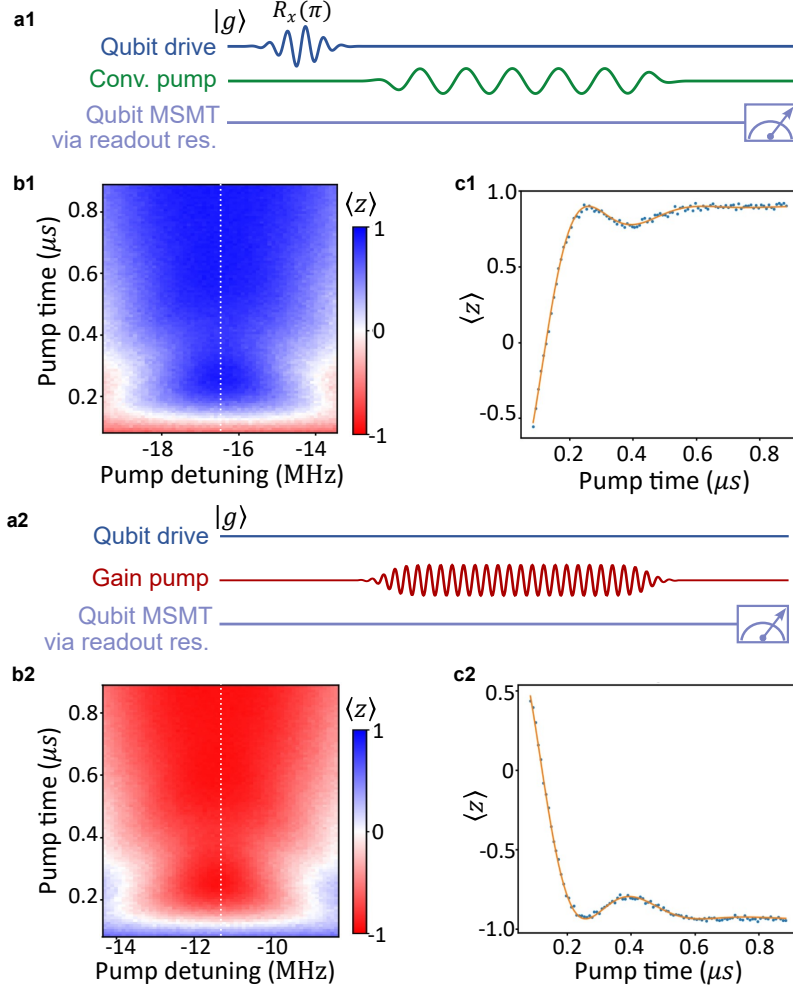 a1
|g⟩
R_x(π)
Qubit drive
Conv. pump
Qubit MSMT
via readout res.
b1
⟨z⟩
0.8
0.6
0.4
0.2
Pump time (μs)
-18
-16
-14
Pump detuning (MHz)
1
0
-1
c1
1.0
0.5
0
-0.5
⟨z⟩
0.2
0.4
0.6
0.8
Pump time (μs)
a2
|g⟩
Qubit drive
Gain pump
Qubit MSMT
via readout res.
b2
⟨z⟩
0.8
0.6
0.4
0.2
Pump time (μs)
-14
-12
-10
Pump detuning (MHz)
1
0
-1
c2
0.5
0
-0.5
-1.0
⟨z⟩
0.2
0.4
0.6
0.8
Pump time (μs)